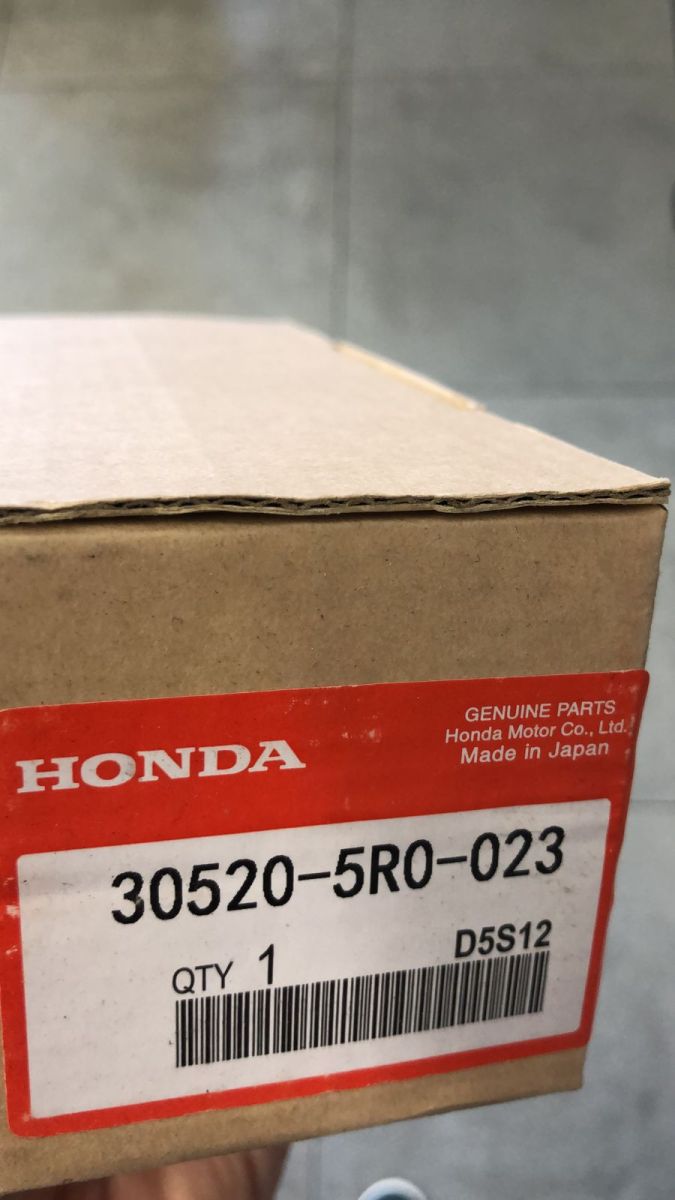 HONDA
GENUINE PARTS
Honda Motor Co., Ltd.
Made in Japan
30520-5R0-023
QTY 1
D5S12